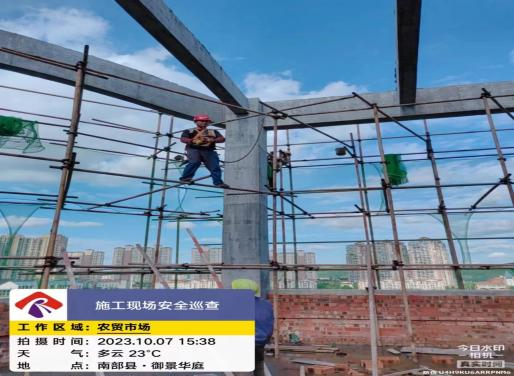 施工现场安全巡查
工作区域：农贸市场
拍摄时间：2023.10.07 15:38
天 气：多云 23°C
地 点：南部县·御景华庭
今日水印
-相机-